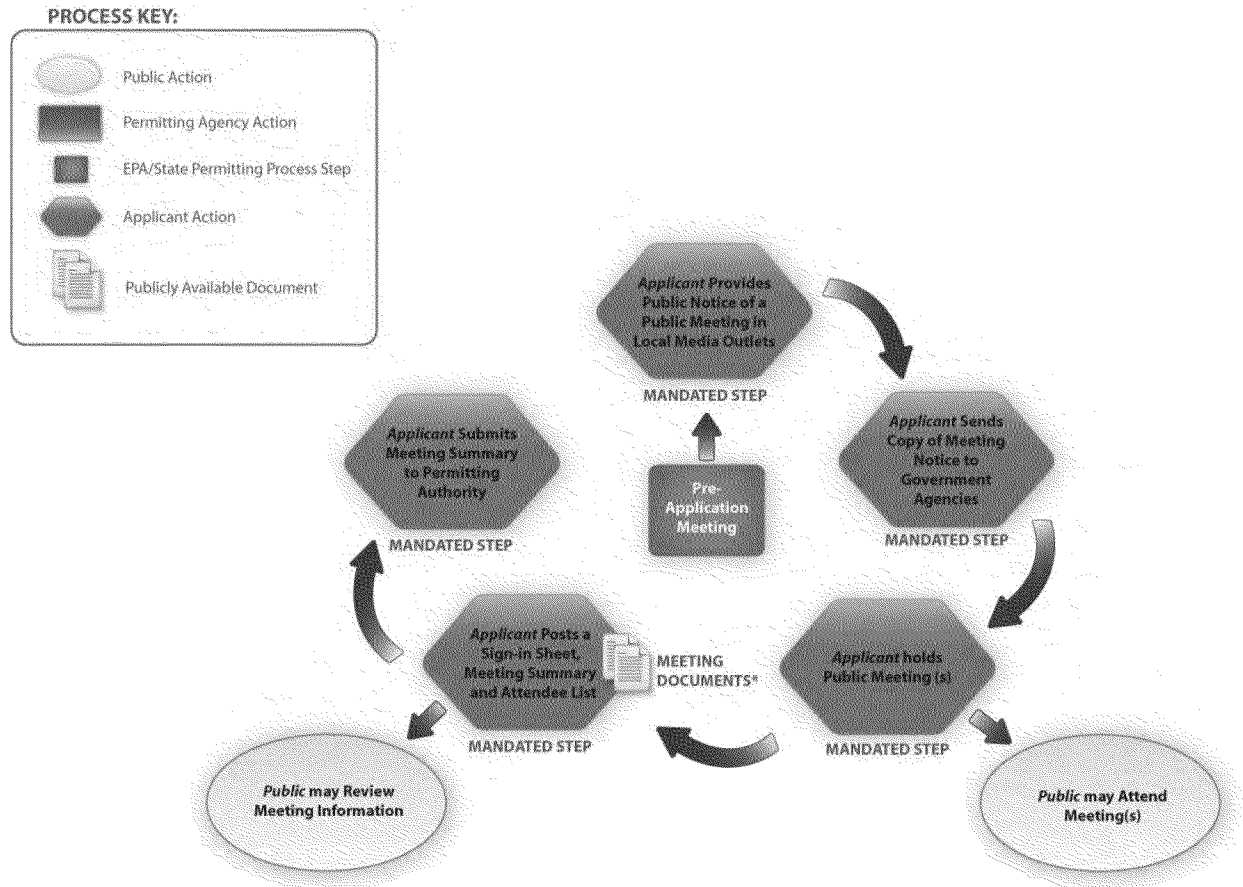 PROCESS KEY:
Public Action
Permitting Agency Action
EPA/State Permitting Process Step
Applicant Action
Publicly Available Document
Applicant Provides
Public Notice of a
Public Meeting in
Local Media Outlets
MANDATED STEP
Applicant Sends
Copy of Meeting
Notice to
Government
Agencies
MANDATED STEP
Applicant Submits
Meeting Summary
to Permitting
Authority
MANDATED STEP
Pre-
Application
Meeting
Applicant Posts a
Sign-in Sheet,
Meeting Summary
and Attendee List
MANDATED STEP
MEETING
DOCUMENTS*
Applicant holds
Public Meeting (s)
MANDATED STEP
Public may Review
Meeting Information
Public may Attend
Meeting(s)